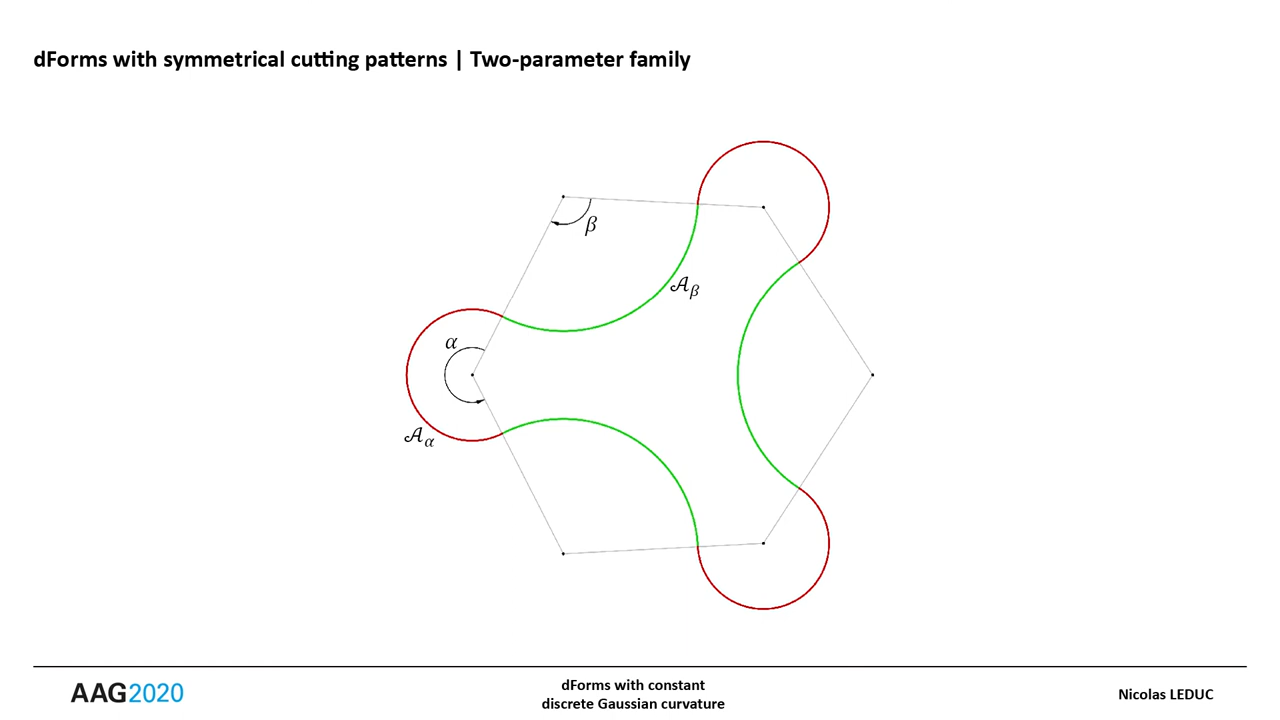 dForms with symmetrical cutting patterns | Two-parameter family
β
𝒜β
α
𝒜α
AAG2020
dForms with constant
discrete Gaussian curvature
Nicolas LEDUC